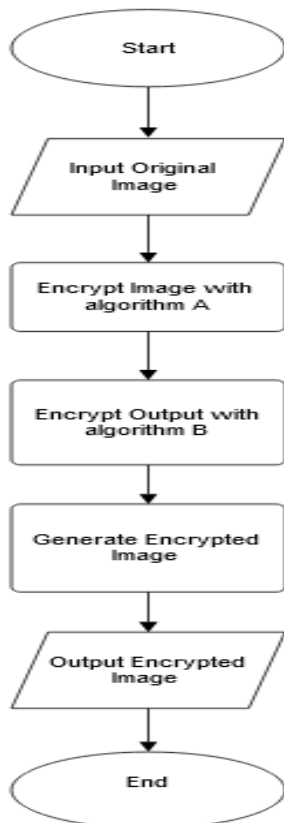 Start
Input Original
Image
Encrypt Image with
algorithm A
Encrypt Output with
algorithm B
Generate Encrypted
Image
Output Encrypted
Image
End